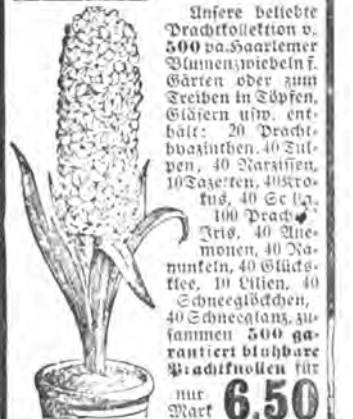 Unsere beliebte
Prachtkollektion v.
500 pa. Haarlemer
Blumenzwiebeln f.
Gärten oder zum
Treiben in Töpfen,
Gläsern usw. ent-
hält: 20 Pracht-
hyazinthen, 40 Tul-
pen, 40 Narzissen,
10 Tazetten, 40 Kro-
kus, 40 
100 Pracht
Iris, 40 Ane-
monen, 40 Ra-
nunkeln, 40 Glücks-
klee, 10 Lilien, 40
Schneeglöckchen,
40 Schneeglanz, zu-
sammen 500 ga-
rantiert blühbare
Prachtknollen für
nur
Mark 6.50